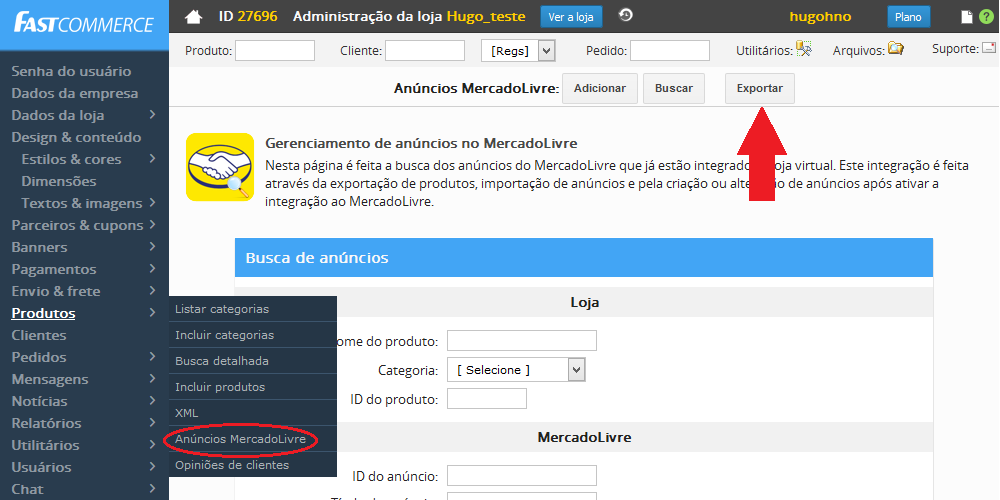 FASTCOMMERCE
ID 27696 Administração da loja Hugo_teste Ver a loja hugohno Plano ?
Produto: Cliente: [Regs] Pedido: Utilitários: Arquivos: Suporte:
Anúncios MercadoLivre: Adicionar Buscar Exportar
Senha do usuário
Dados da empresa
Dados da loja
Design & conteúdo
Estilos & cores
Dimensões
Textos & imagens
Parceiros & cupons
Banners
Pagamentos
Envio & frete
Produtos
Clientes
Pedidos
Mensagens
Notícias
Relatórios
Utilitários
Usuários
Chat
Listar categorias
Incluir categorias
Busca detalhada
Incluir produtos
XML
Anúncios MercadoLivre
Opiniões de clientes
Gerenciamento de anúncios no MercadoLivre
Nesta página é feita a busca dos anúncios do MercadoLivre que já estão integrado oja virtual. Este integração é feita
através da exportação de produtos, importação de anúncios e pela criação ou alte ão de anúncios após ativar a
integração ao MercadoLivre.
Busca de anúncios
Loja
ome do produto:
Categoria: [ Selecione ]
ID do produto:
MercadoLivre
ID do anúncio: